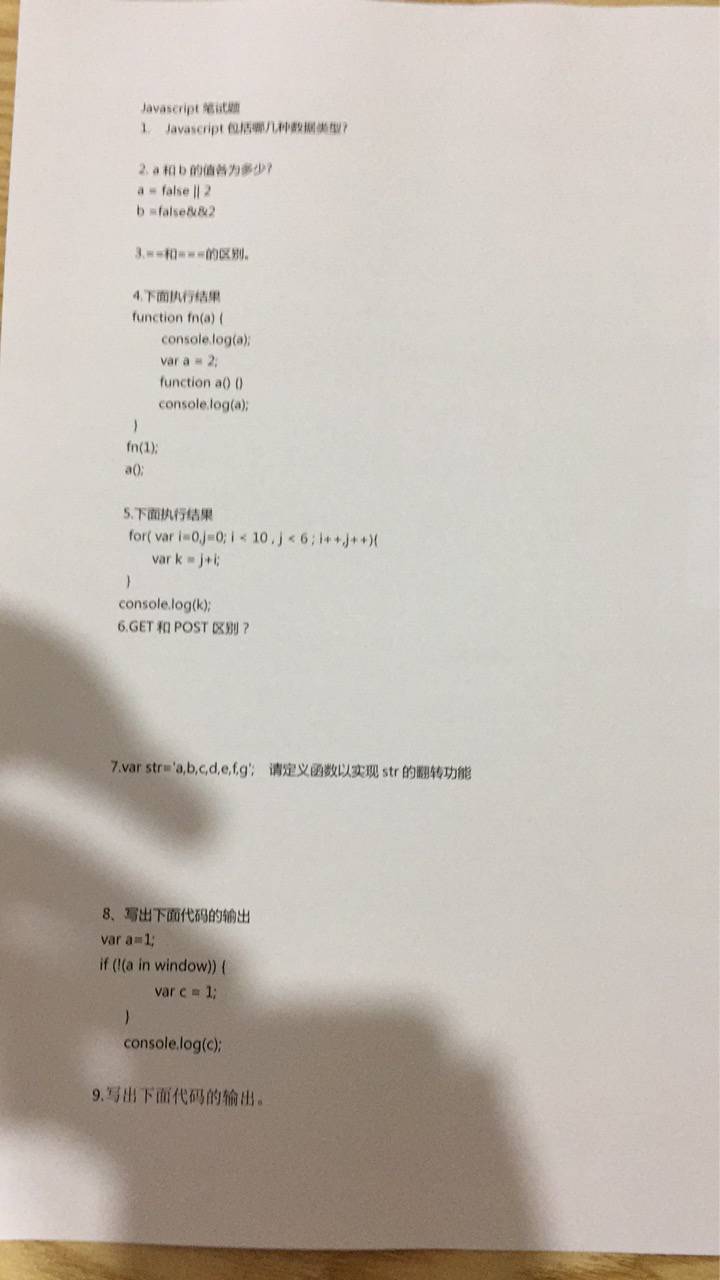 Javascript 笔试题
1. Javascript 包括哪几种数据类型?
2. a 和 b 的值各为多少?
a = false || 2
b =false&&2
3.==和===的区别。
4.下面执行结果
function fn(a) {
console.log(a);
var a = 2;
function a() {}
console.log(a);
}
fn(1);
a();
5.下面执行结果
for( var i=0,j=0; i < 10 , j < 6 ; i++,j++){
var k = j+i;
}
console.log(k);
6.GET 和 POST 区别？
7.var str='a,b,c,d,e,f,g'; 请定义函数以实现 str 的翻转功能
8、写出下面代码的输出
var a=1;
if (!(a in window)) {
var c = 1;
}
console.log(c);
9.写出下面代码的输出。